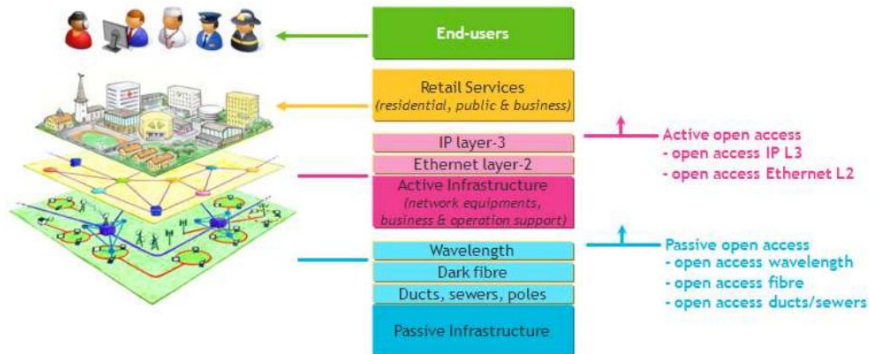 End-users
Retail Services
(residential, public & business)
IP layer-3
Ethernet layer-2
Active Infrastructure
(network equipments,
business & operation support)
Wavelength
Dark fibre
Ducts, sewers, poles
Passive Infrastructure
Active open access
- open access IP L3
- open access Ethernet L2
Passive open access
- open access wavelength
- open access fibre
- open access ducts/sewers